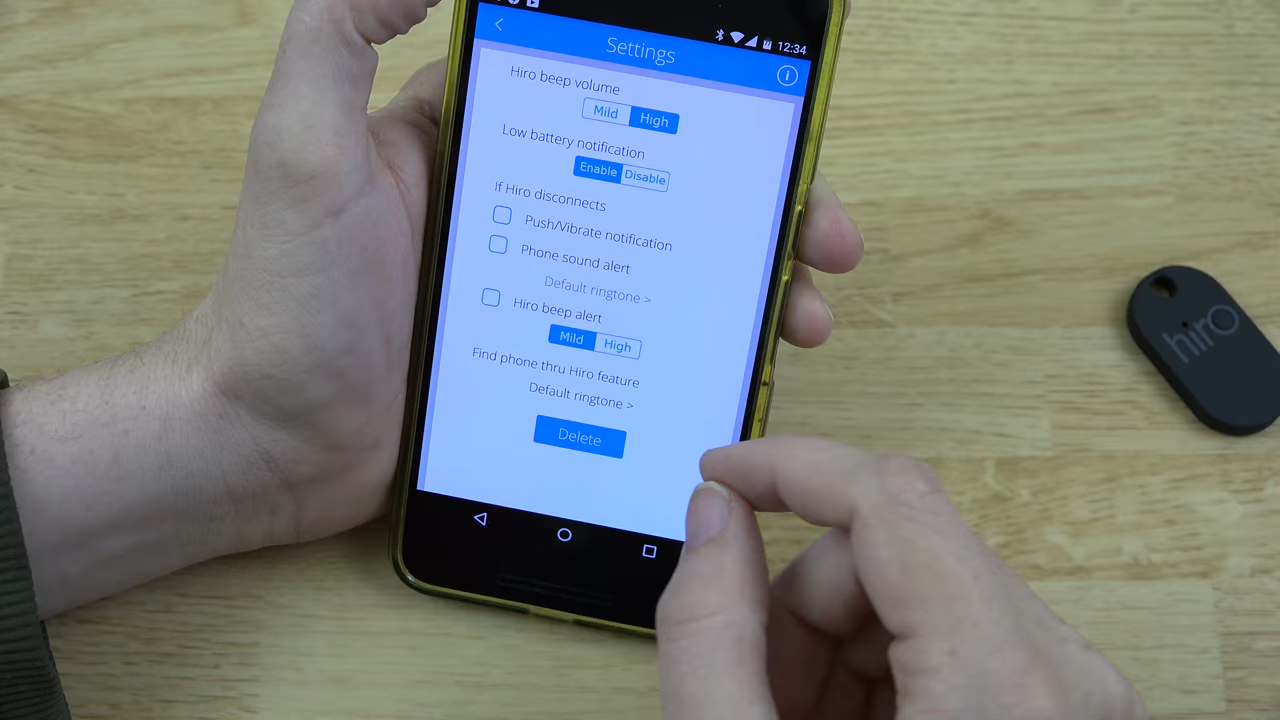 12:34
Settings
i
Hiro beep volume
Mild High
Low battery notification
Enable Disable
If Hiro disconnects
Push/Vibrate notification
Phone sound alert
Default ringtone >
Hiro beep alert
Mild High
Find phone thru Hiro feature
Default ringtone >
Delete
hiro